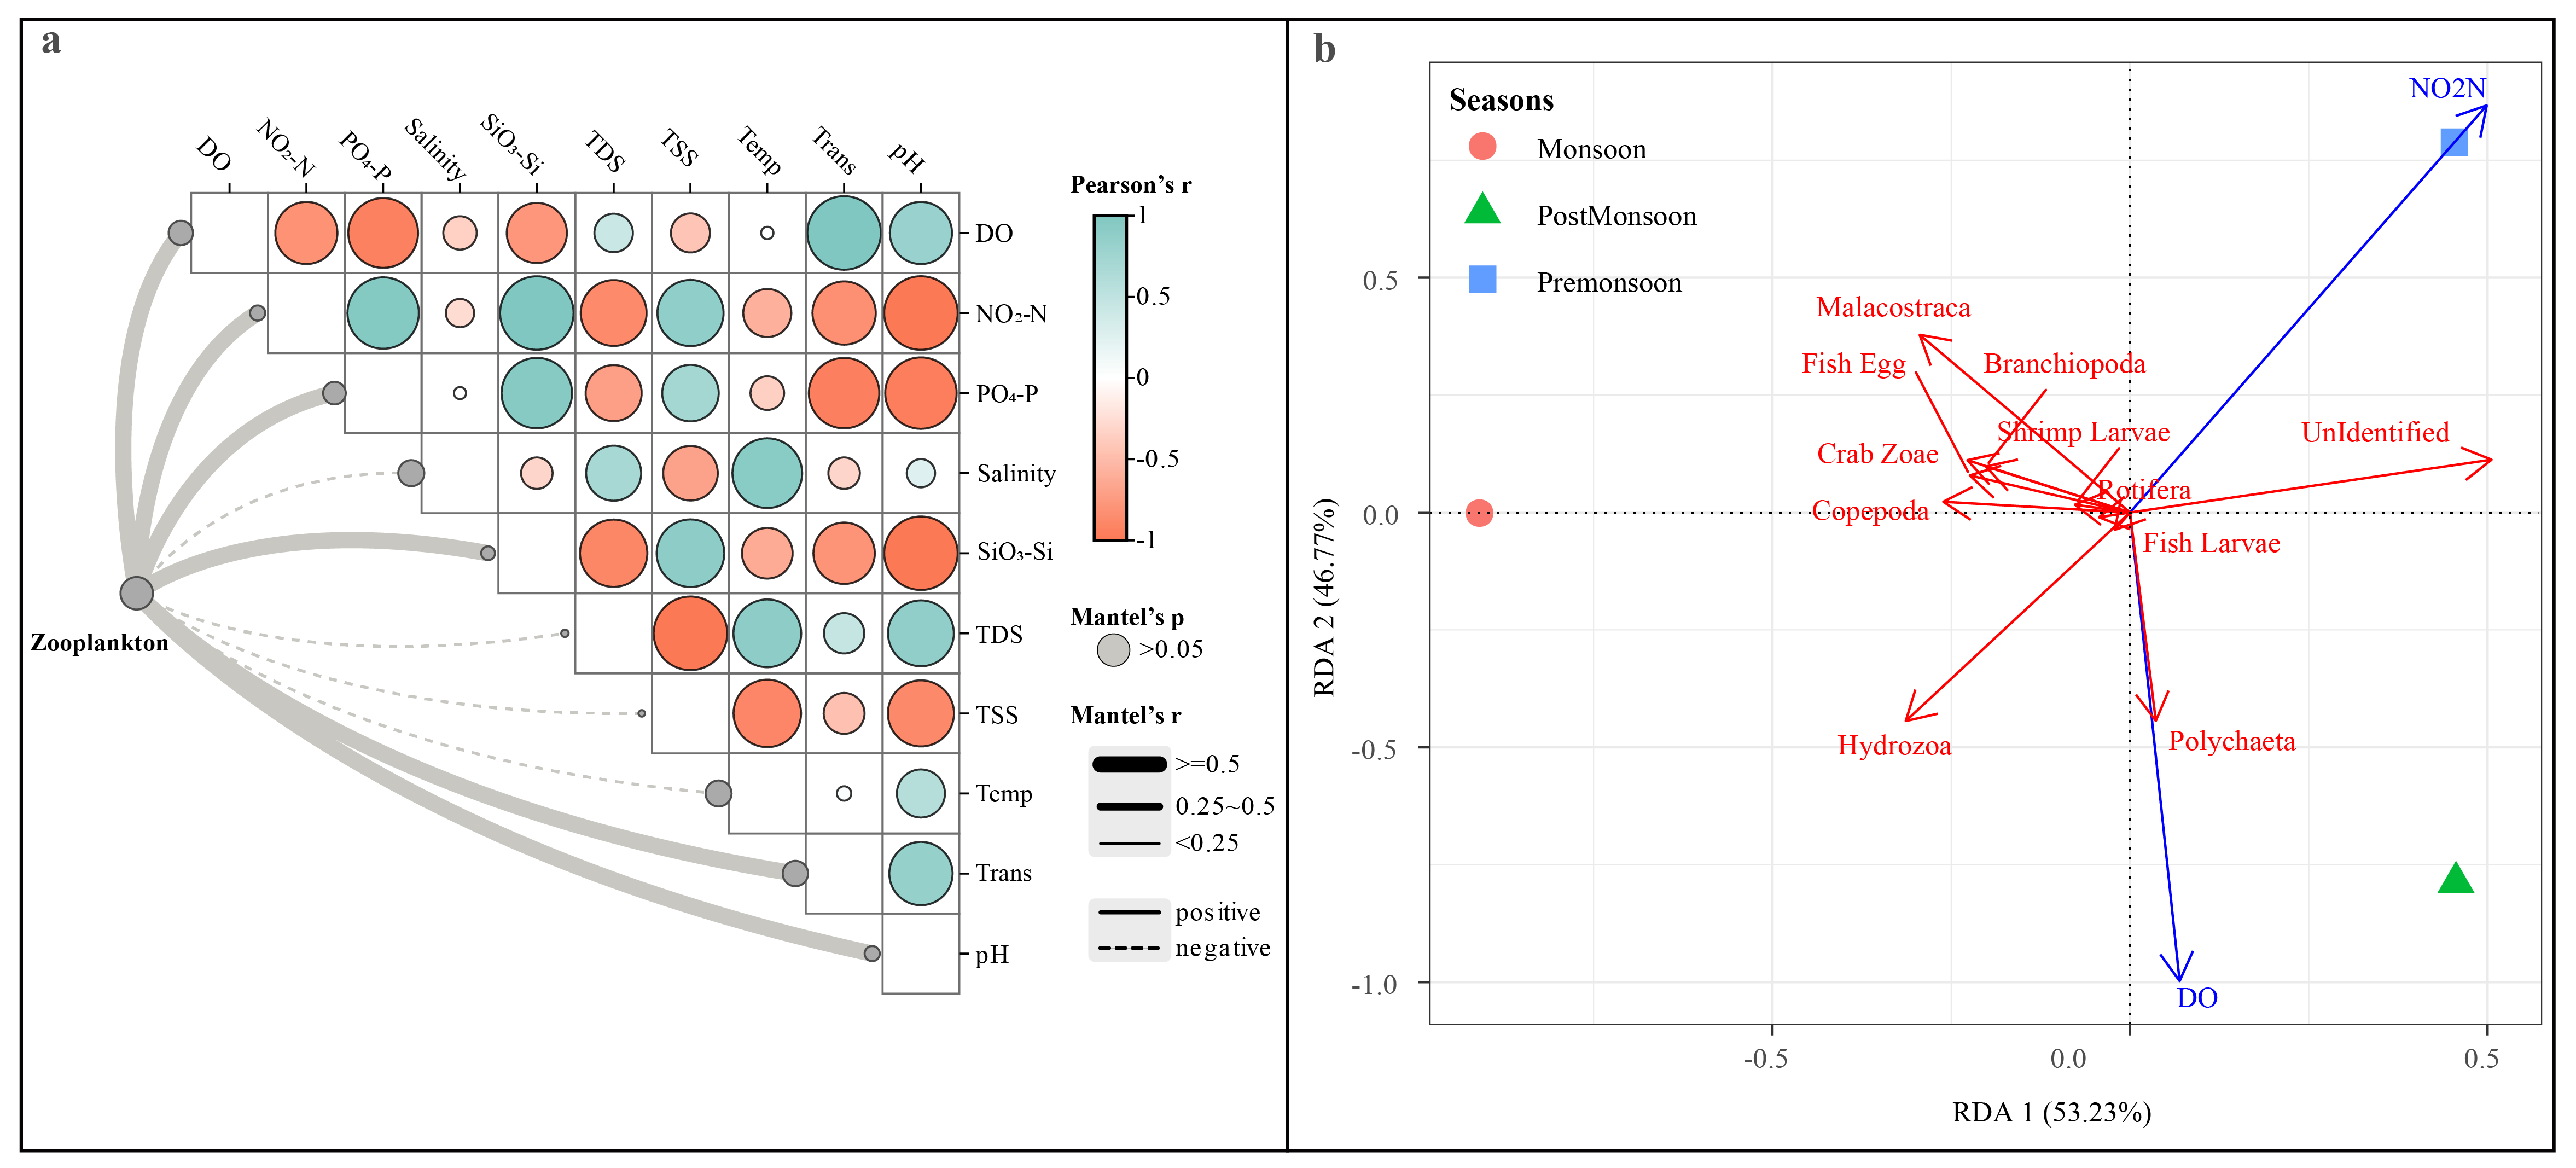 a
DO
NO₂-N
PO₄-P
Salinity
SiO₃-Si
TDS
TSS
Temp
Trans
pH
DO
NO₂-N
PO₄-P
Salinity
SiO₃-Si
TDS
TSS
Temp
Trans
pH
Zooplankton
Pearson’s r
1
0.5
0
-0.5
-1
Mantel’s p
>0.05
Mantel’s r
>=0.5
0.25~0.5
<0.25
positive
negative
b
Seasons
Monsoon
PostMonsoon
Premonsoon
NO2N
Malacostraca
Fish Egg
Branchiopoda
Shrimp Larvae
UnIdentified
Crab Zoae
Rotifera
Copepoda
Fish Larvae
Hydrozoa
Polychaeta
DO
0.5
0.0
-0.5
-1.0
RDA 2 (46.77%)
-0.5
0.0
0.5
RDA 1 (53.23%)